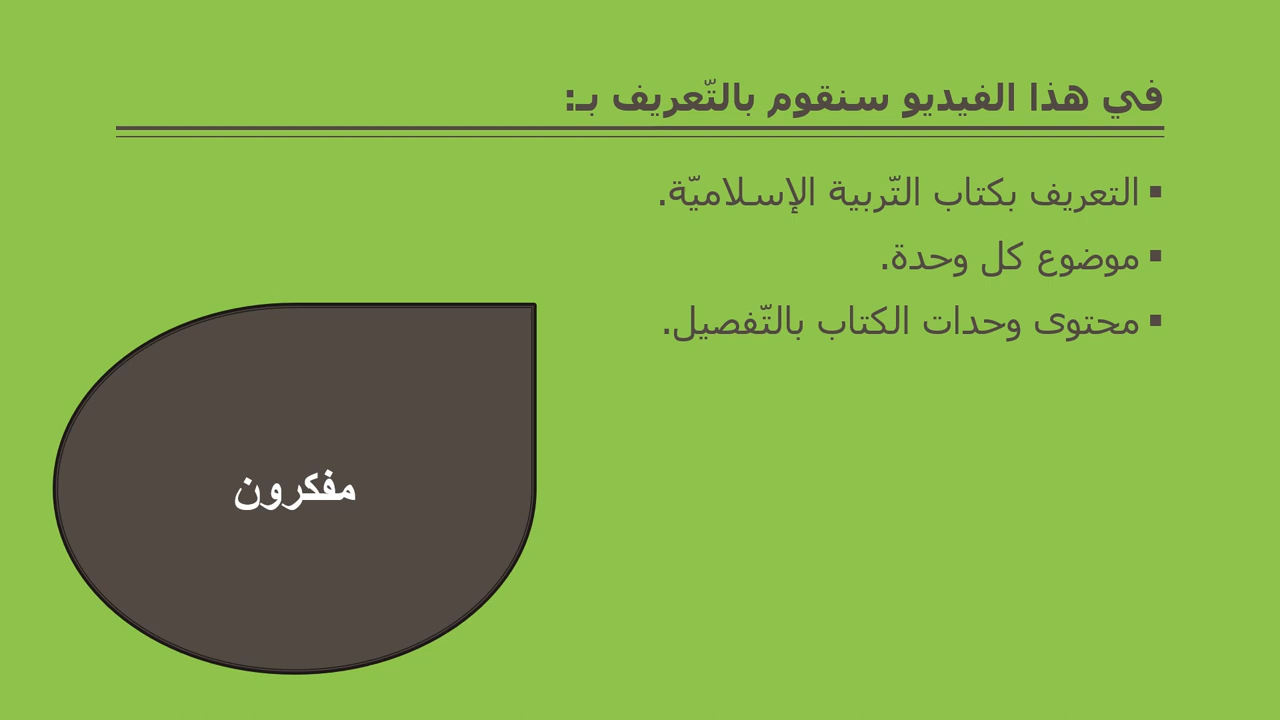 في هذا الفيديو سنقوم بالتّعريف بـ:
▪ التعريف بكتاب التّربية الإسلاميّة.
▪ موضوع كل وحدة.
▪ محتوى وحدات الكتاب بالتّفصيل.
مفكرون